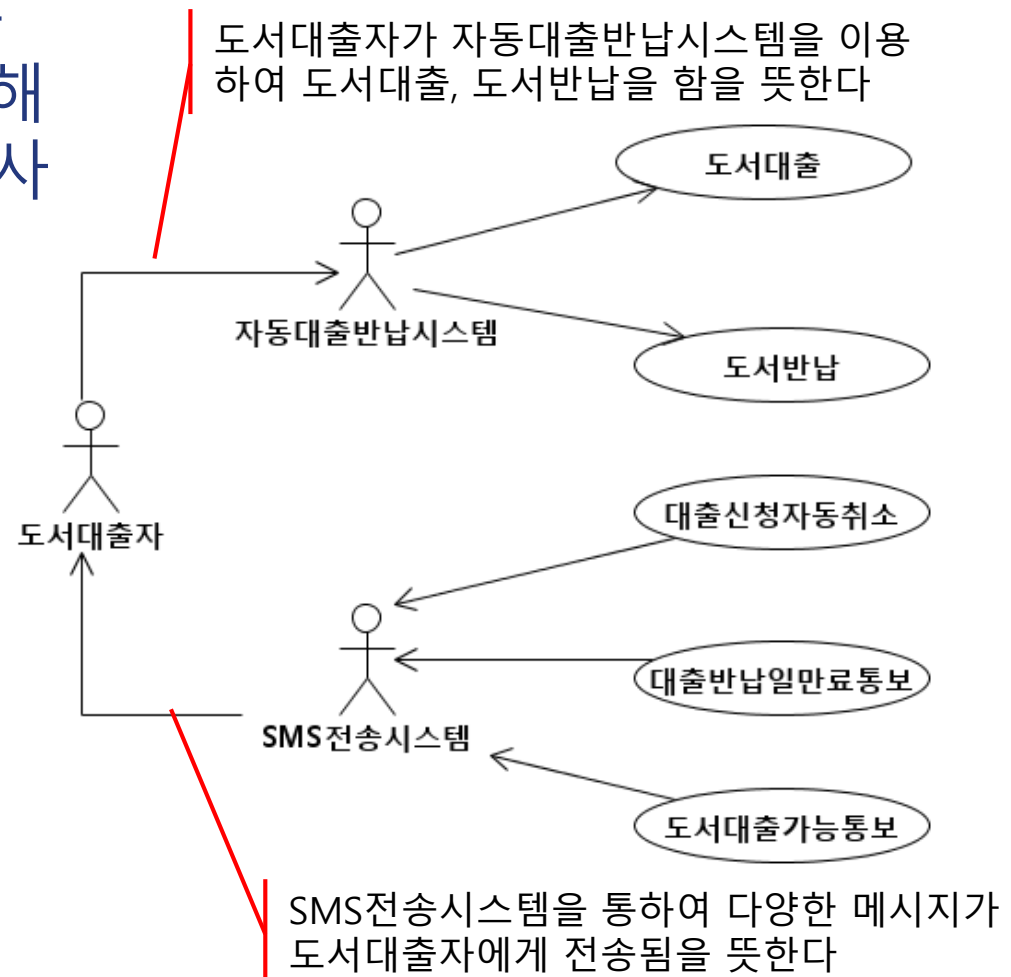 도서대출자가 자동대출반납시스템을 이용
하여 도서대출, 도서반납을 함을 뜻한다
해
사
도서대출
자동대출반납시스템
도서반납
도서대출자
대출신청자동취소
대출반납일만료통보
SMS전송시스템
도서대출가능통보
SMS전송시스템을 통하여 다양한 메시지가
도서대출자에게 전송됨을 뜻한다